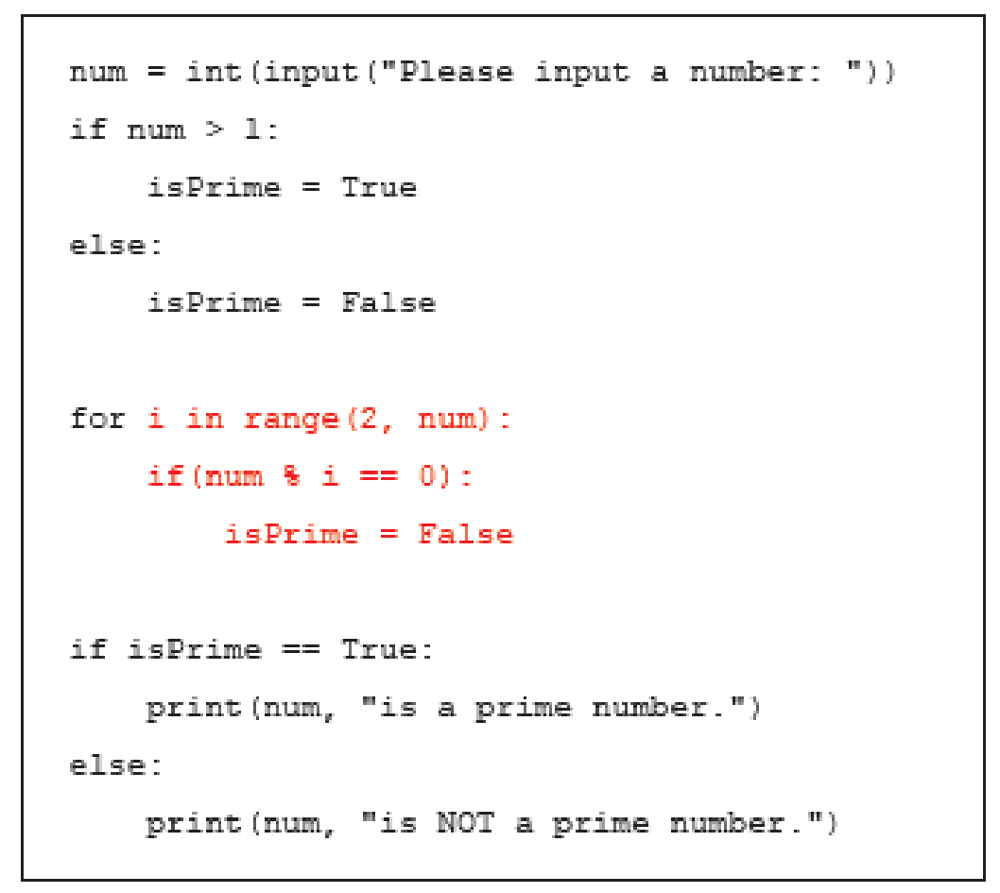 num = int(input("Please input a number: "))
if num > 1:
    isPrime = True
else:
    isPrime = False

for i in range(2, num):
    if(num % i == 0):
        isPrime = False

if isPrime == True:
    print(num, "is a prime number.")
else:
    print(num, "is NOT a prime number.")